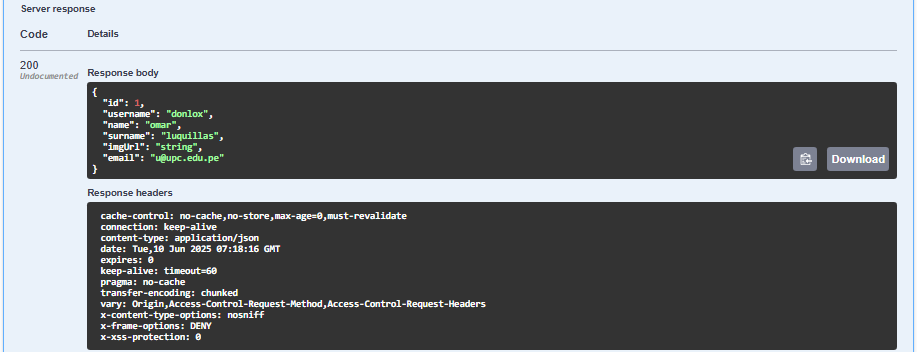 Server response
Code Details
200
Undocumented
Response body
{
"id": 1,
"username": "donlox",
"name": "omar",
"surname": "luquillas",
"imgUrl": "string",
"email": "u@upc.edu.pe"
}
Download
Response headers
cache-control: no-cache,no-store,max-age=0,must-revalidate
connection: keep-alive
content-type: application/json
date: Tue,10 Jun 2025 07:18:16 GMT
expires: 0
keep-alive: timeout=60
pragma: no-cache
transfer-encoding: chunked
vary: Origin,Access-Control-Request-Method,Access-Control-Request-Headers
x-content-type-options: nosniff
x-frame-options: DENY
x-xss-protection: 0